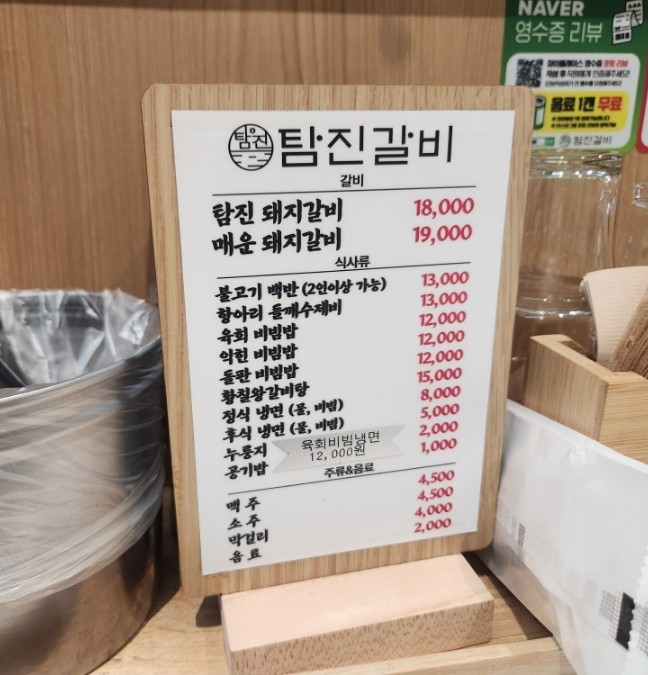 NAVER
영수증 리뷰
음료 1캔 무료
탐진갈비
탐진
탐진갈비
갈비
탐진 돼지갈비 18,000
매운 돼지갈비 19,000
식사류
불고기 백반 (2인이상 가능) 13,000
항아리 들깨수제비 13,000
육회 비빔밥 12,000
익힌 비빔밥 12,000
돌판 비빔밥 12,000
황칠왕갈비탕 15,000
정식 냉면 (물, 비빔) 8,000
후식 냉면 (물, 비빔) 5,000
누룽지 2,000
공기밥 1,000
육회비빔냉면
12,000원
주류&음료
맥주 4,500
소주 4,500
막걸리 4,000
음료 2,000